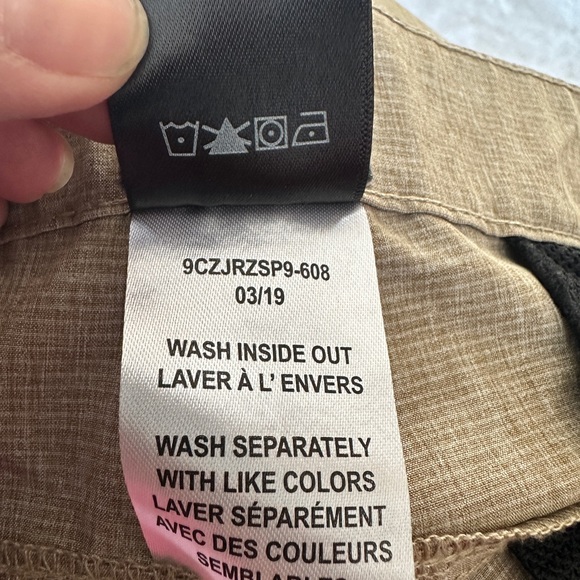 9CZJRZSP9-608
03/19
WASH INSIDE OUT
LAVER À L' ENVERS
WASH SEPARATELY
WITH LIKE COLORS
LAVER SÉPARÉMENT
AVEC DES COULEURS